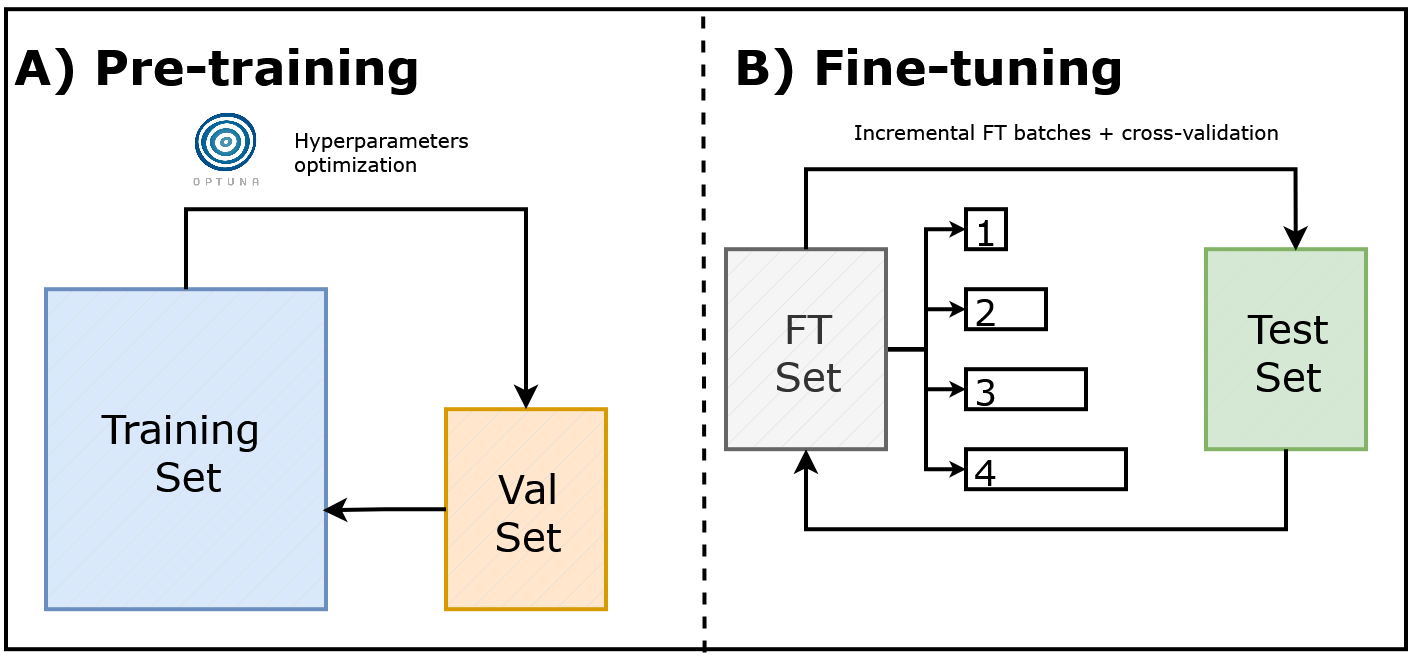 A) Pre-training
OPTUNA
Hyperparameters
optimization
Training
Set
Val
Set
B) Fine-tuning
Incremental FT batches + cross-validation
FT
Set
1
2
3
4
Test
Set